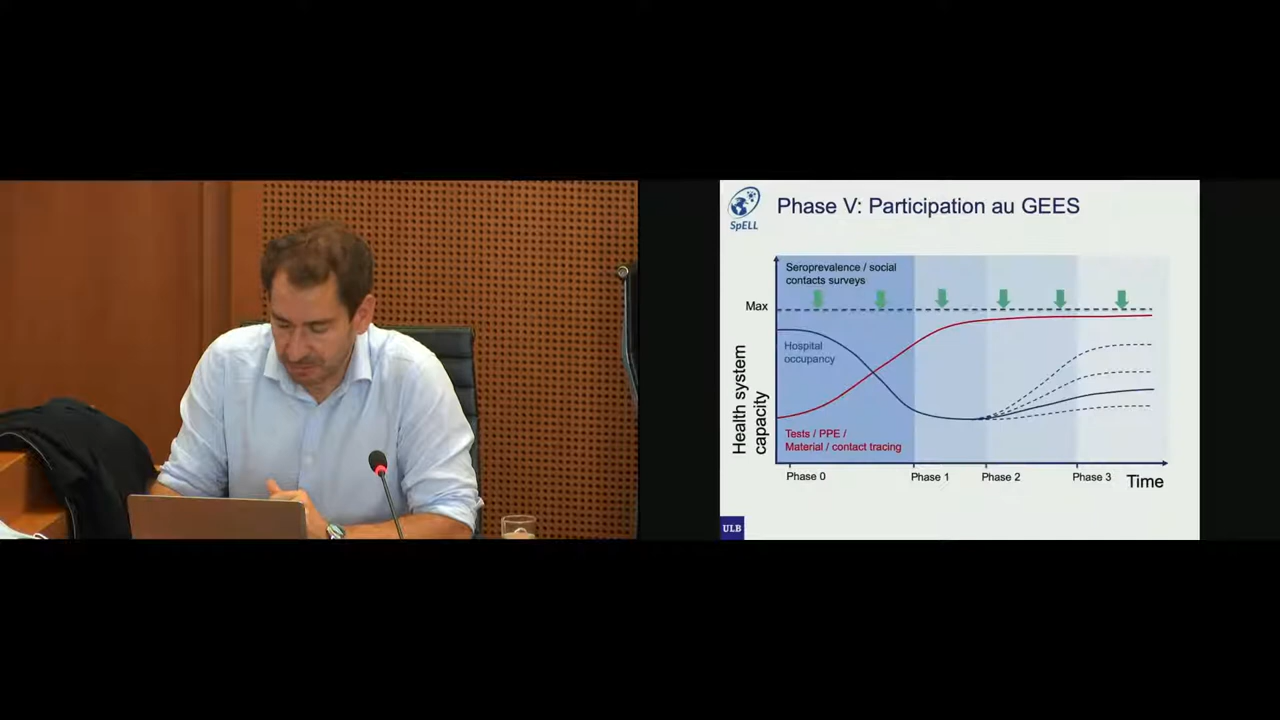 SpELL
Phase V: Participation au GEES
Seroprevalence / social
contacts surveys
Max
Hospital
occupancy
Health system
capacity
Tests / PPE /
Material / contact tracing
Phase 0
Phase 1
Phase 2
Phase 3
Time
ULB